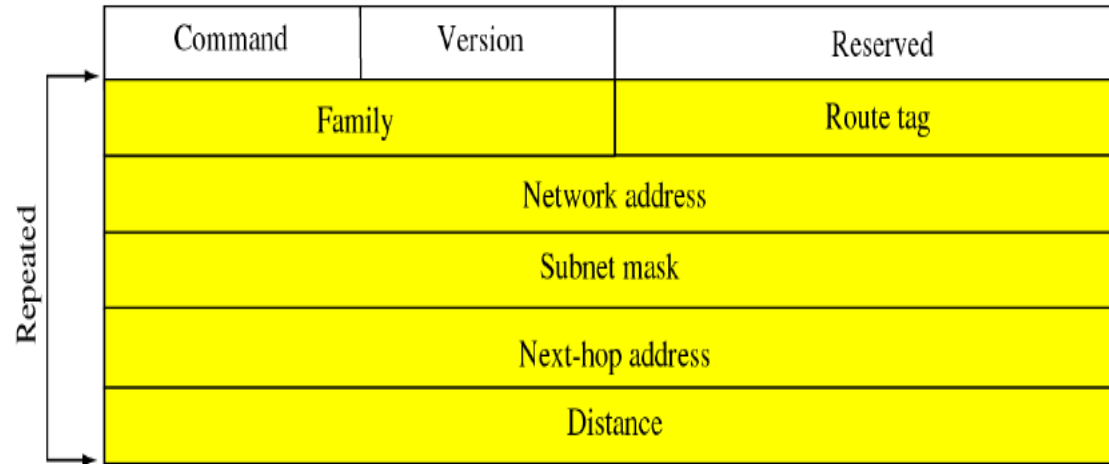 Command Version Reserved
Family Route tag
Network address
Subnet mask
Next-hop address
Distance
Repeated